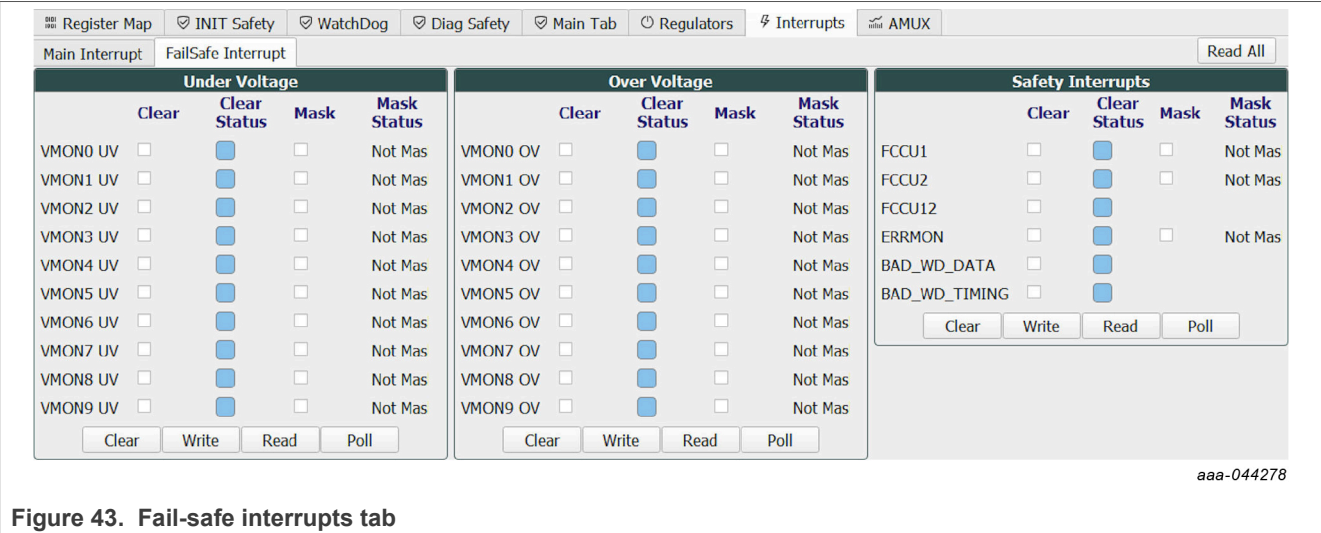 Register Map INIT Safety WatchDog Diag Safety Main Tab Regulators Interrupts AMUX
Main Interrupt FailSafe Interrupt Read All
Under Voltage
Clear Clear Status Mask Mask Status
VMON0 UV Not Mas
VMON1 UV Not Mas
VMON2 UV Not Mas
VMON3 UV Not Mas
VMON4 UV Not Mas
VMON5 UV Not Mas
VMON6 UV Not Mas
VMON7 UV Not Mas
VMON8 UV Not Mas
VMON9 UV Not Mas
Clear Write Read Poll
Over Voltage
Clear Clear Status Mask Mask Status
VMON0 OV Not Mas
VMON1 OV Not Mas
VMON2 OV Not Mas
VMON3 OV Not Mas
VMON4 OV Not Mas
VMON5 OV Not Mas
VMON6 OV Not Mas
VMON7 OV Not Mas
VMON8 OV Not Mas
VMON9 OV Not Mas
Clear Write Read Poll
Safety Interrupts
Clear Clear Status Mask Mask Status
FCCU1 Not Mas
FCCU2 Not Mas
FCCU12
ERRMON Not Mas
BAD_WD_DATA
BAD_WD_TIMING
Clear Write Read Poll
aaa-044278
Figure 43. Fail-safe interrupts tab